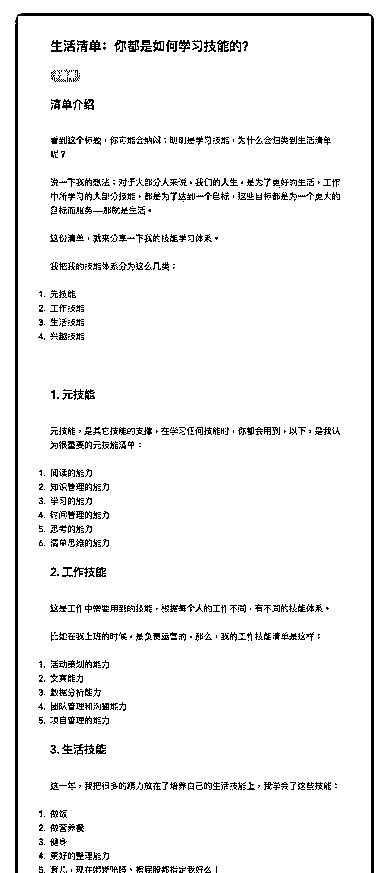 生活清单：你都是如何学习技能的？
清单介绍
看到这个标题，你可能会纳闷：明明是学习技能，为什么会归类到生活清单
呢？
说一下我的想法：对于大部分人来说，我们的人生，是为了更好的生活，工作
中所学习的大部分技能，都是为了达到一个目标，这些目标都是为一个更大的
目标而服务—那就是生活。
这份清单，就来分享一下我的技能学习体系。
我把我的技能体系分为这么几类：
1. 元技能
2. 工作技能
3. 生活技能
4. 兴趣技能
1. 元技能
元技能，是其它技能的支撑，在学习任何技能时，你都会用到，以下，是我认
为很重要的元技能清单：
1. 阅读的能力
2. 知识管理的能力
3. 学习的能力
4. 时间管理的能力
5. 思考的能力
6. 清单思维的能力
2. 工作技能
这是工作中需要用到的技能，根据每个人的工作不同，有不同的技能体系。
比如在我上班的时候，是负责运营的，那么，我的工作技能清单是这样：
1. 活动策划的能力
2. 文案能力
3. 数据分析能力
4. 团队管理和沟通能力
5. 项目管理的能力
3. 生活技能
这一年，我把很多的精力放在了培养自己的生活技能上，我学会了这些技能：
1. 做饭
2. 做营养餐
3. 健身
4. 更好的整理能力
5. 育儿，现在